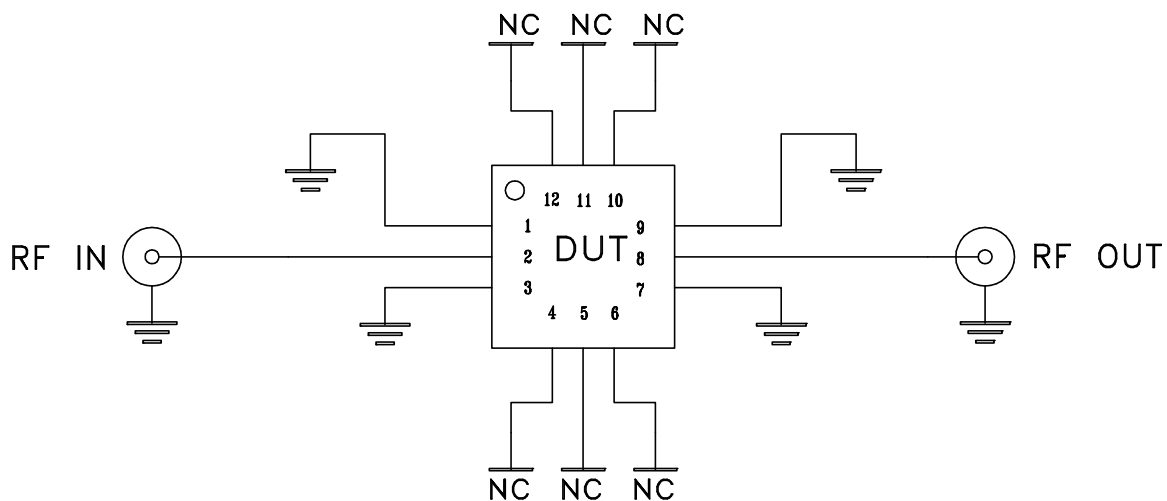 NC NC NC
12 11 10
1 9
RF IN 2 DUT 8 RF OUT
3 7
4 5 6
NC NC NC